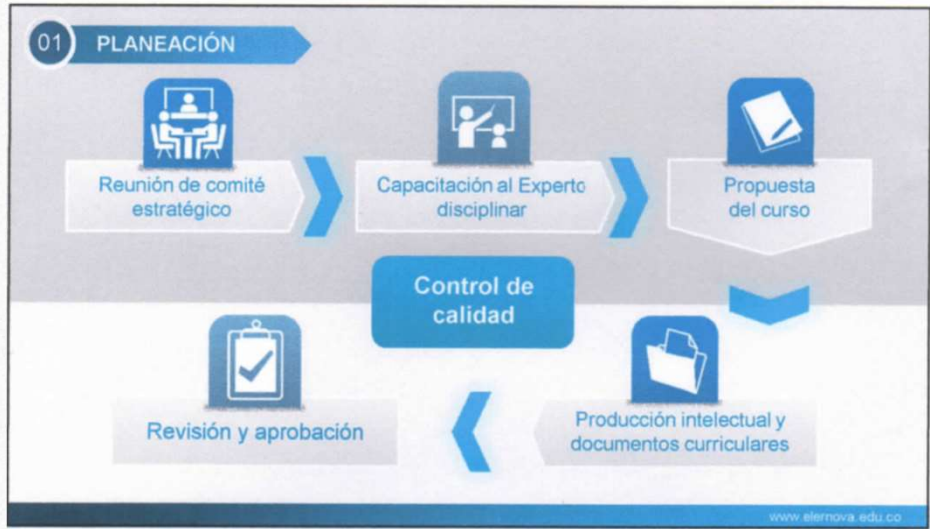 01 PLANEACIÓN
Reunión de comité
estratégico
Capacitación al Experto
disciplinar
Propuesta
del curso
Control de
calidad
Producción intelectual y
documentos curriculares
Revisión y aprobación
www.elernova.edu.co